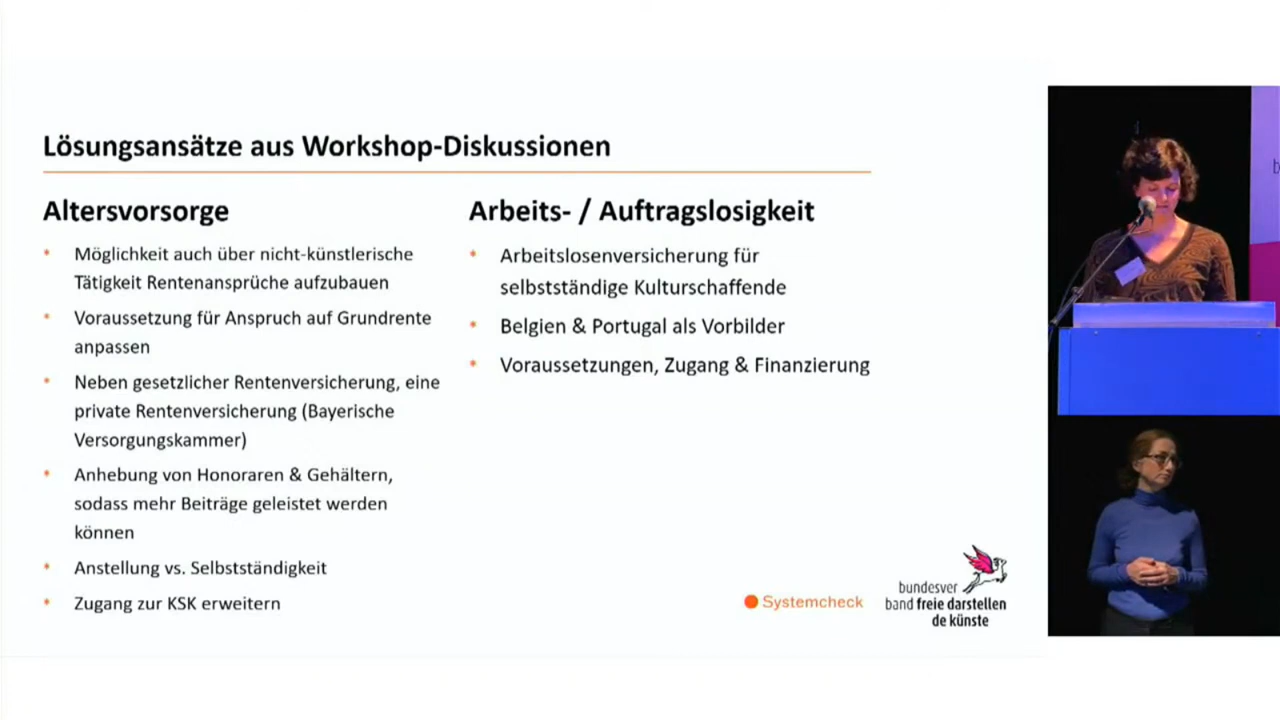 Lösungsansätze aus Workshop-Diskussionen
Altersvorsorge
Möglichkeit auch über nicht-künstlerische
Tätigkeit Rentenansprüche aufzubauen
Voraussetzung für Anspruch auf Grundrente
anpassen
Neben gesetzlicher Rentenversicherung, eine
private Rentenversicherung (Bayerische
Versorgungskammer)
Anhebung von Honoraren & Gehältern,
sodass mehr Beiträge geleistet werden
können
Anstellung vs. Selbstständigkeit
Zugang zur KSK erweitern
Arbeits- / Auftragslosigkeit
Arbeitslosenversicherung für
selbstständige Kulturschaffende
Belgien & Portugal als Vorbilder
Voraussetzungen, Zugang & Finanzierung
Systemcheck
bundesver
band freie darstellen
de künste